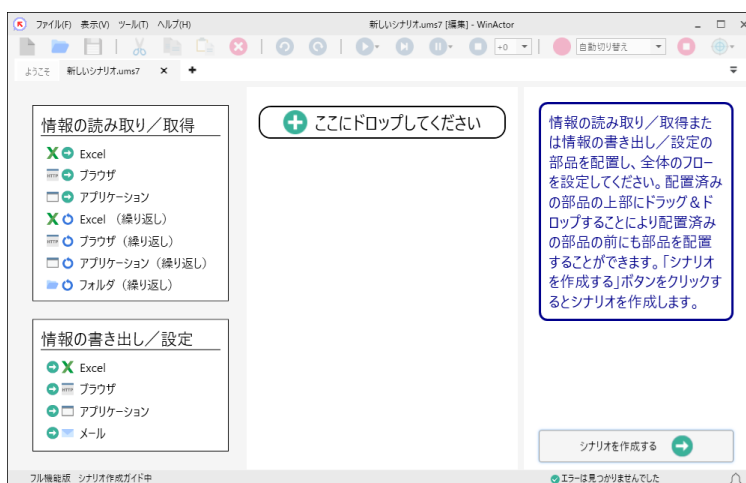 ファイル(F) 表示(V) ツール(T) ヘルプ(H) 新しいシナリオ.ums7 [編集] - WinActor
+0 自動切り替え
ようこそ 新しいシナリオ.ums7
情報の読み取り／取得
Excel
HTTP ブラウザ
アプリケーション
Excel （繰り返し）
HTTP ブラウザ（繰り返し）
アプリケーション（繰り返し）
フォルダ（繰り返し）
情報の書き出し／設定
Excel
HTTP ブラウザ
アプリケーション
メール
ここにドロップしてください
情報の読み取り／取得また
は情報の書き出し／設定の
部品を配置し、全体のフロー
を設定してください。配置済み
の部品の上部にドラッグ＆ド
ロップすることにより配置済み
の部品の前にも部品を配置
することができます。「シナリオ
を作成する」ボタンをクリックす
るとシナリオを作成します。
シナリオを作成する
フル機能版 シナリオ作成ガイド中 エラーは見つかりませんでした